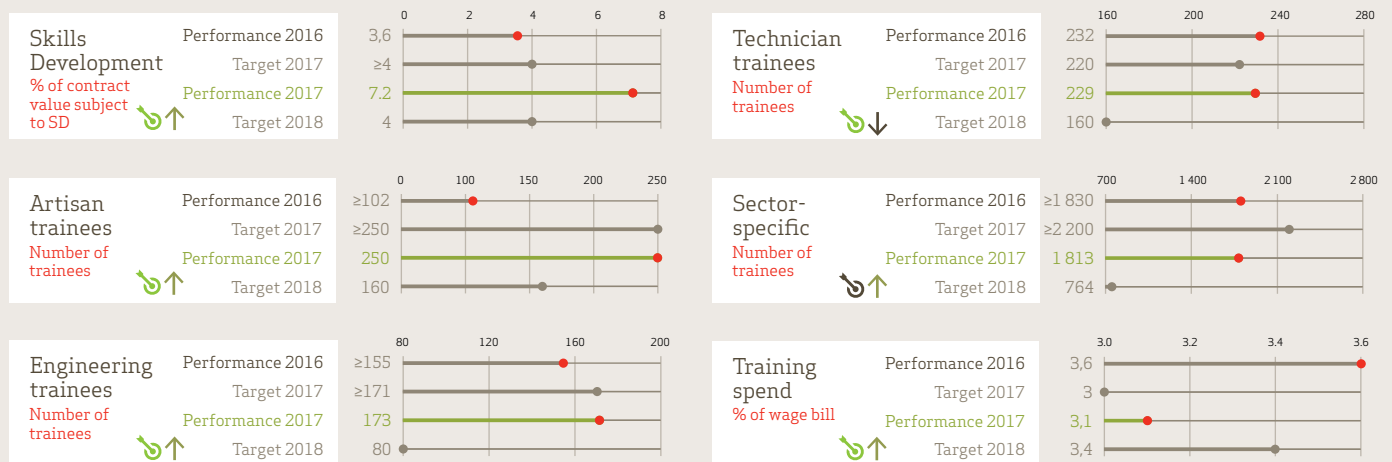 0 2 4 6 8
Skills
Development
% of contract
value subject
to SD
Performance 2016 3,6
Target 2017 ≥4
Performance 2017 7.2
Target 2018 4
160 200 240 280
Technician
trainees
Number of
trainees
Performance 2016 232
Target 2017 220
Performance 2017 229
Target 2018 160
0 100 150 200 250
Artisan
trainees
Number of
trainees
Performance 2016 ≥102
Target 2017 ≥250
Performance 2017 250
Target 2018 160
700 1 400 2 100 2 800
Sector-
specific
Number of
trainees
Performance 2016 ≥1 830
Target 2017 ≥2 200
Performance 2017 1 813
Target 2018 764
80 120 160 200
Engineering
trainees
Number of
trainees
Performance 2016 ≥155
Target 2017 ≥171
Performance 2017 173
Target 2018 80
3.0 3.2 3.4 3.6
Training
spend
% of wage bill
Performance 2016 3,6
Target 2017 3
Performance 2017 3,1
Target 2018 3,4